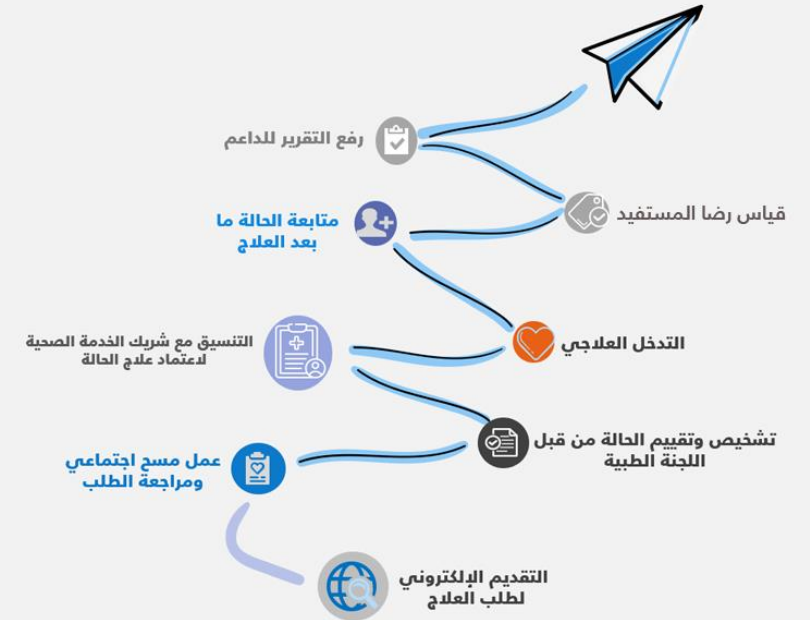 رفع التقرير للداعم
قياس رضا المستفيد
متابعة الحالة ما
بعد العلاج
التدخل العلاجي
التنسيق مع شريك الخدمة الصحية
لاعتماد علاج الحالة
تشخيص وتقييم الحالة من قبل
اللجنة الطبية
عمل مسح اجتماعي
ومراجعة الطلب
التقديم الإلكتروني
لطلب العلاج